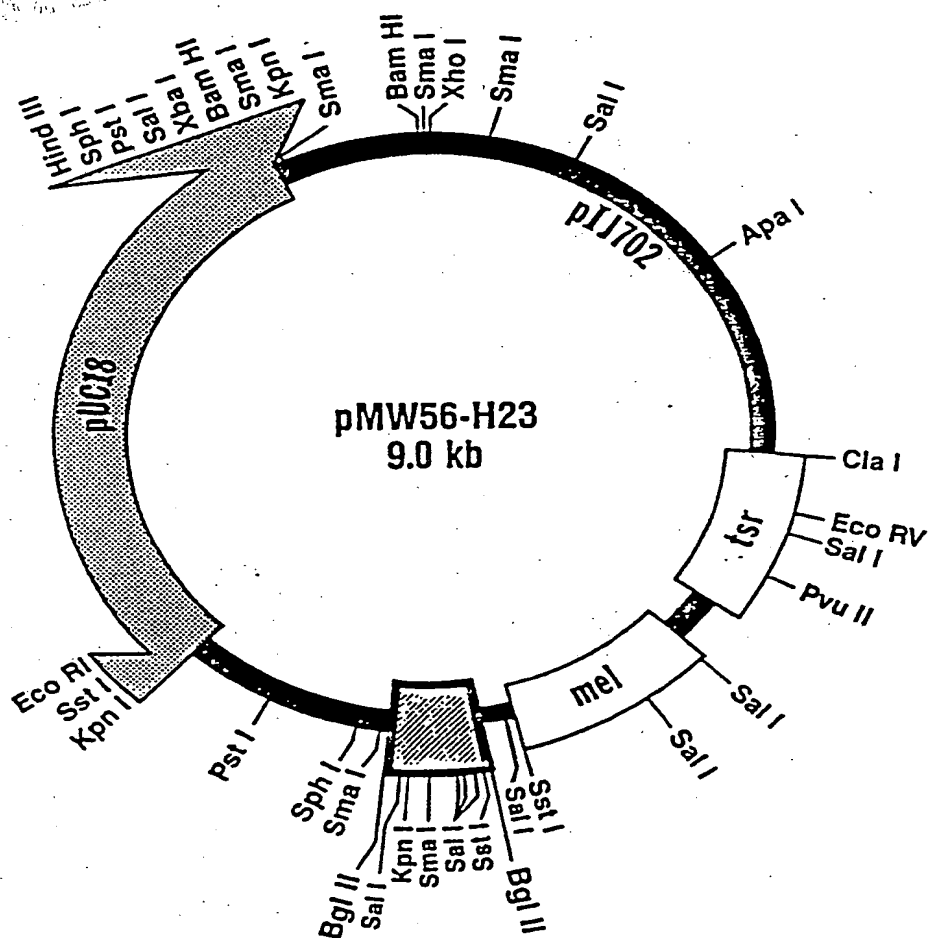 Hind III
Sph I
Pst I
Sal I
Xba I
Bam HI
Sma I
Kpn I
Sma I
Bam HI
Sma I
Xho I
Sma I
Sal I
Apa I
pIJ702
Cla I
tsr
Eco RV
Sal I
Pvu II
Sal I
mel
Sal I
Sst I
Sal I
Bgl II
Sst I
Sal I
Sma I
Kpn I
Sal I
Bgl II
Sma I
Sph I
Pst I
Kpn I
Sst I
Eco RI
pUC18
pMW56-H23
9.0 kb